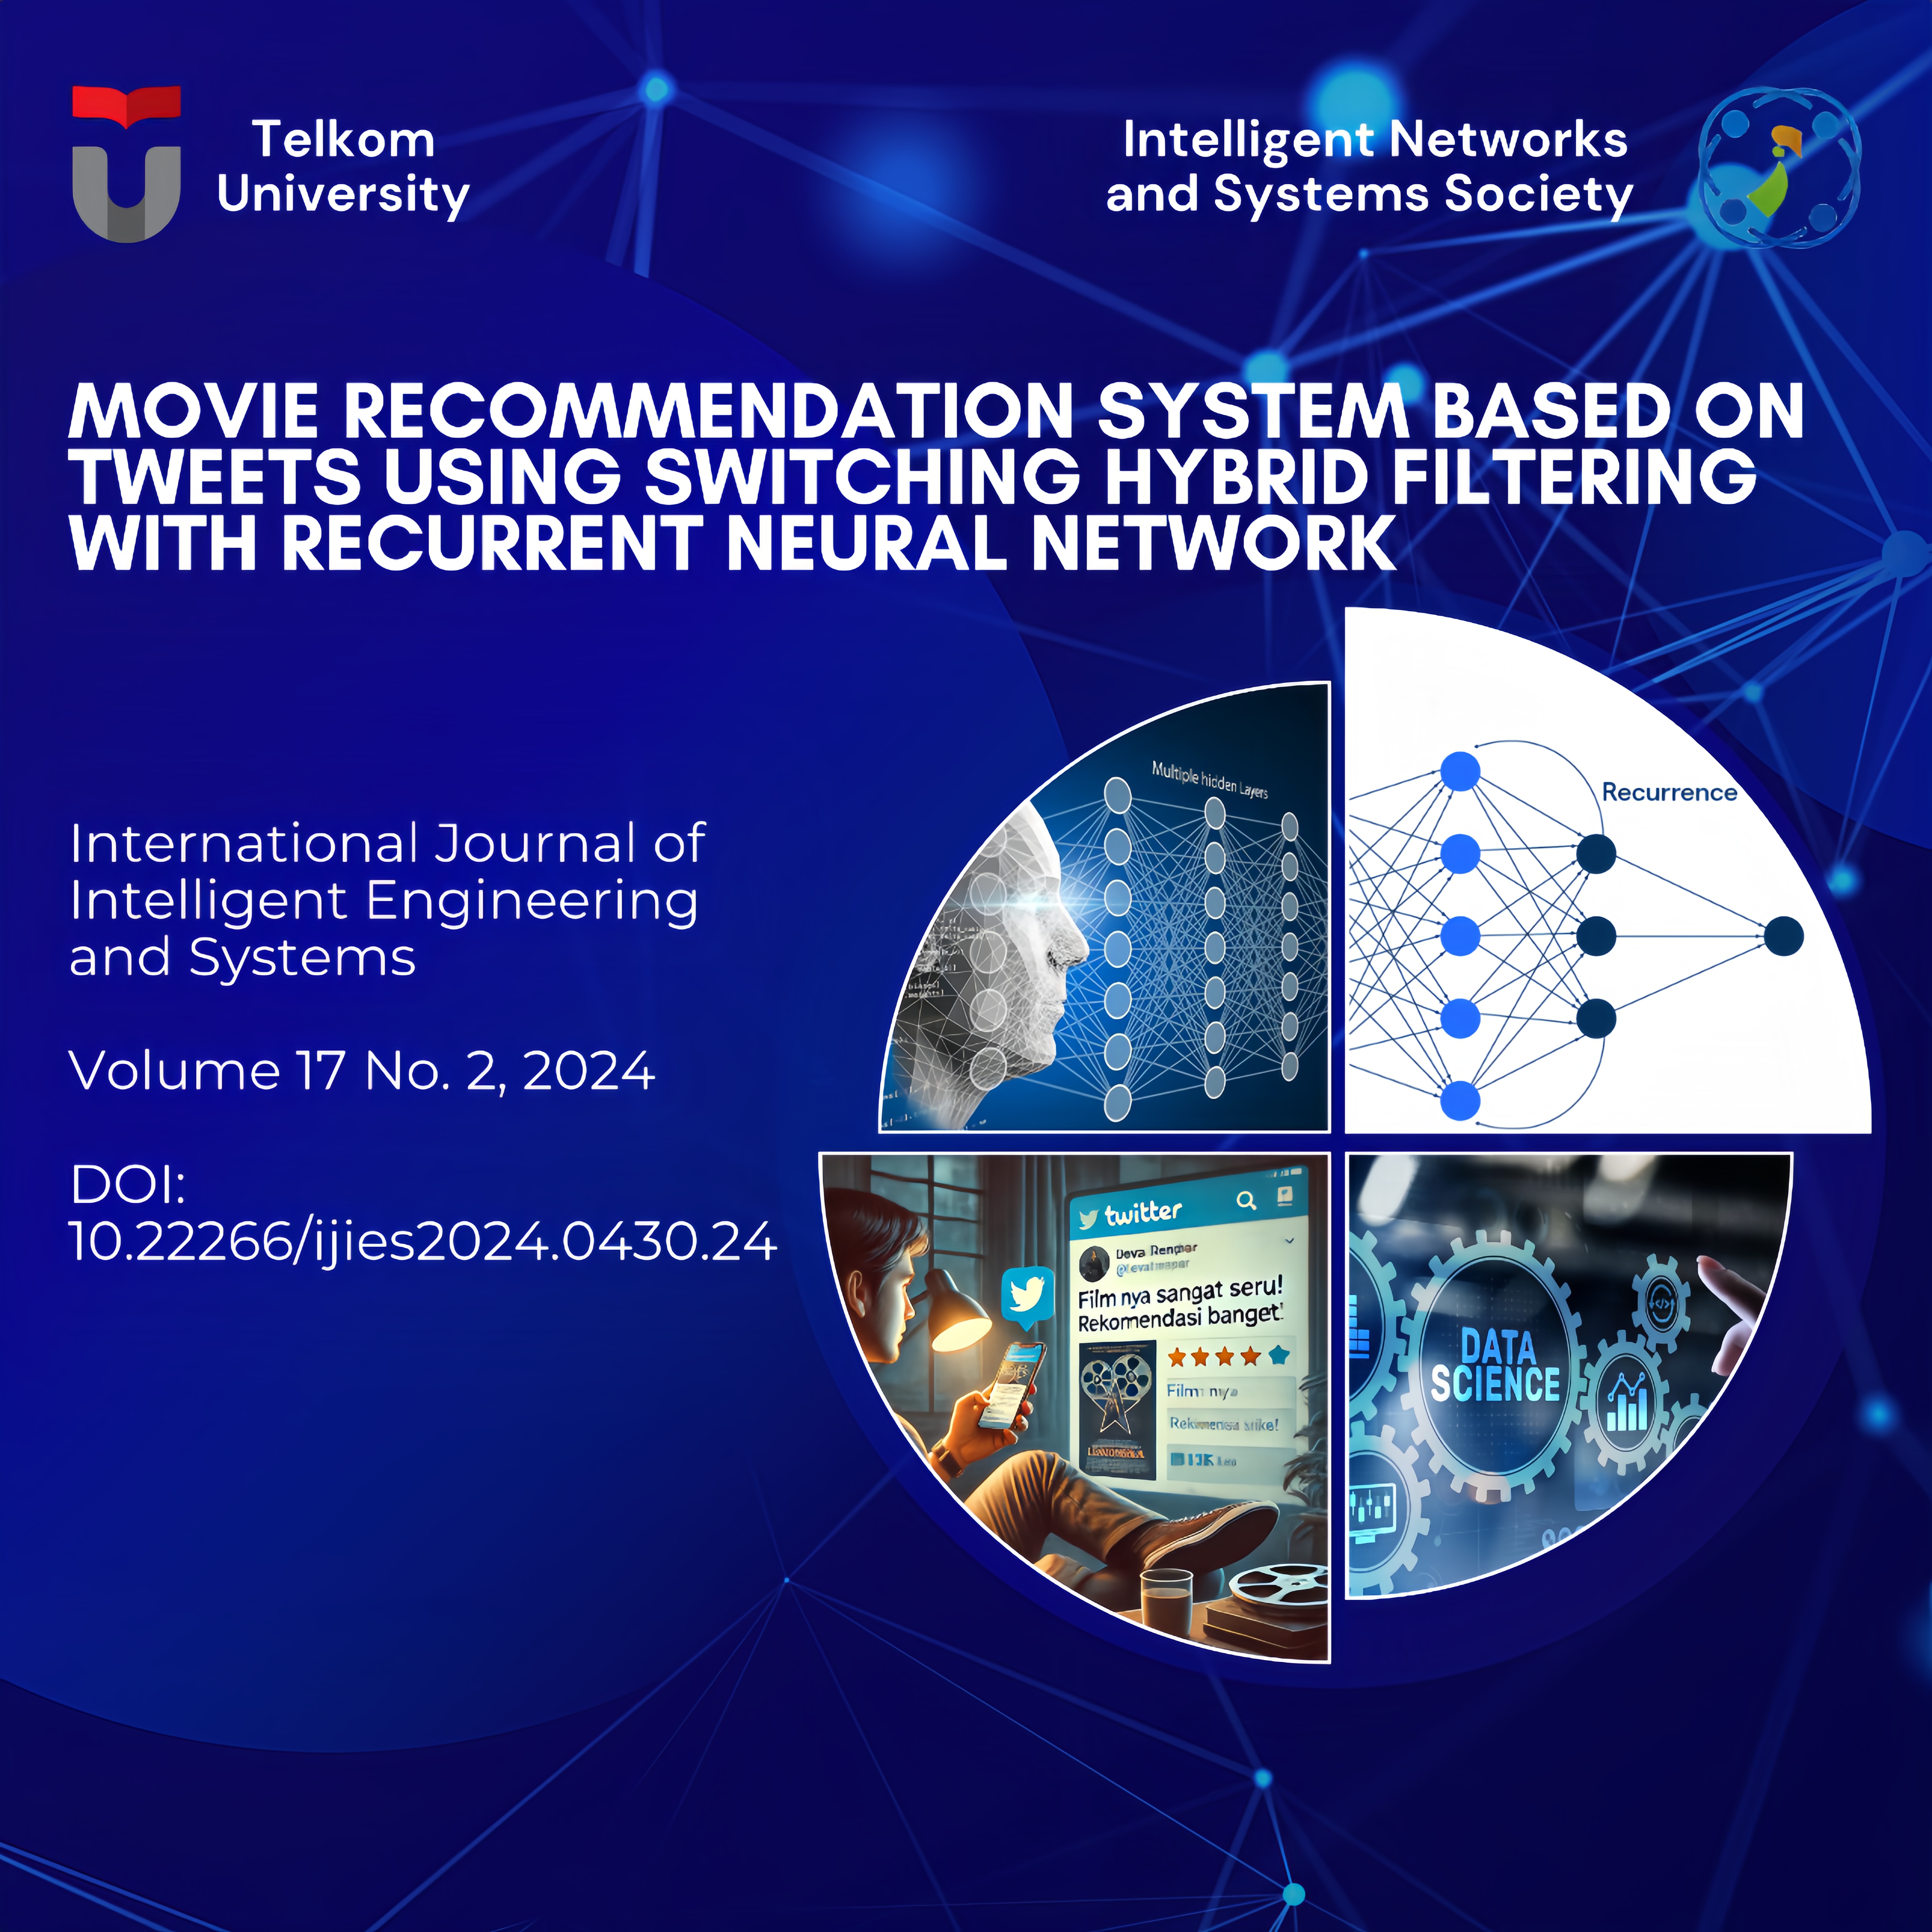 Telkom
University
Intelligent Networks
and Systems Society
MOVIE RECOMMENDATION SYSTEM BASED ON
TWEETS USING SWITCHING HYBRID FILTERING
WITH RECURRENT NEURAL NETWORK
International Journal of
Intelligent Engineering
and Systems
Volume 17 No. 2, 2024
DOI:
10.22266/ijies2024.0430.24
Multiple hidden Layers
Recurrence
twitter
Film nya sangat seru!
Rekomendasi banget!
Film nya
DATA
SCIENCE